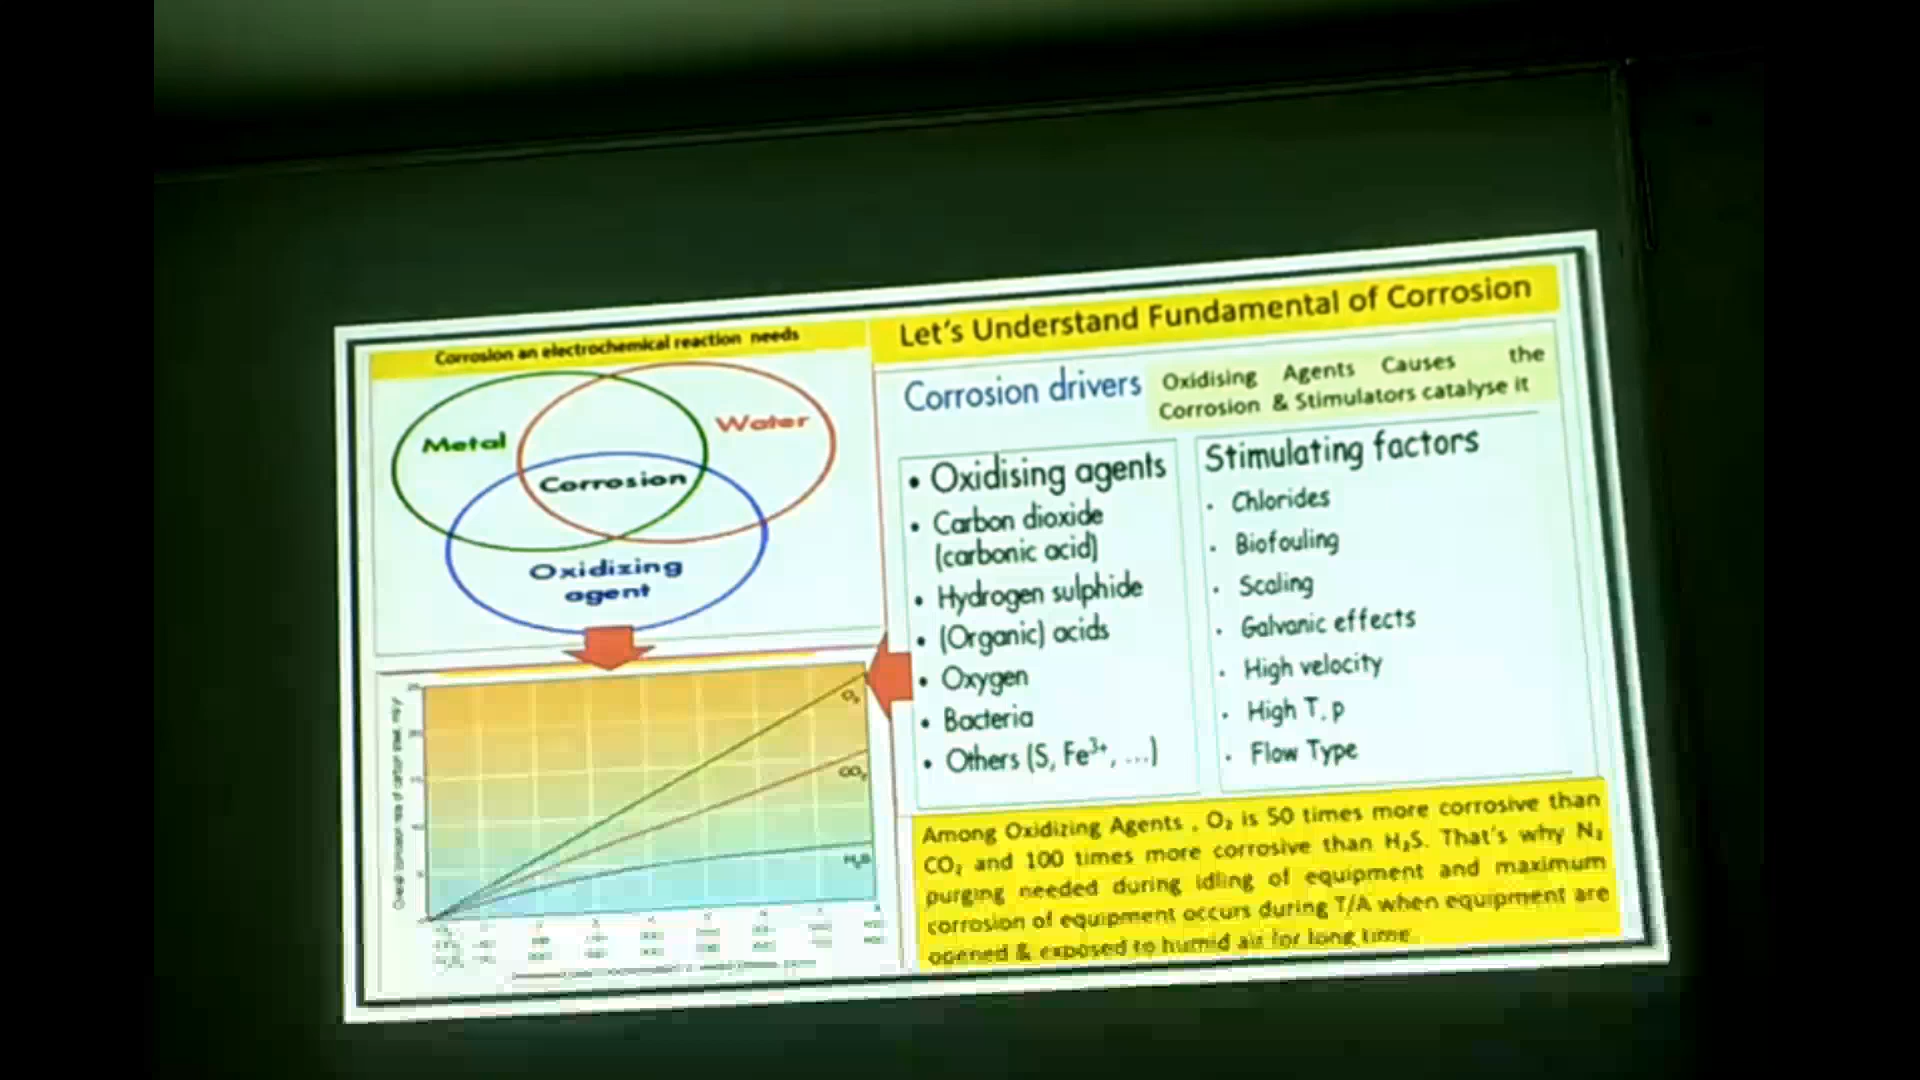 Corrosion an electrochemical reaction needs
Metal
Water
Corrosion
Oxidizing
agent
25
20
15
10
5
O₂
CO₂
H₂S
Let's Understand Fundamental of Corrosion
Corrosion drivers
Oxidising Agents Causes the
Corrosion & Stimulators catalyse it
• Oxidising agents
• Carbon dioxide
(carbonic acid)
• Hydrogen sulphide
• (Organic) acids
• Oxygen
• Bacteria
• Others (S, Fe³⁺, ...)
Stimulating factors
• Chlorides
• Biofouling
• Scaling
• Galvanic effects
• High velocity
• High T, p
• Flow Type
Among Oxidizing Agents , O₂ is 50 times more corrosive than
CO₂ and 100 times more corrosive than H₂S. That's why N₂
purging needed during idling of equipment and maximum
corrosion of equipment occurs during T/A when equipment are
opened & exposed to humid air for long time